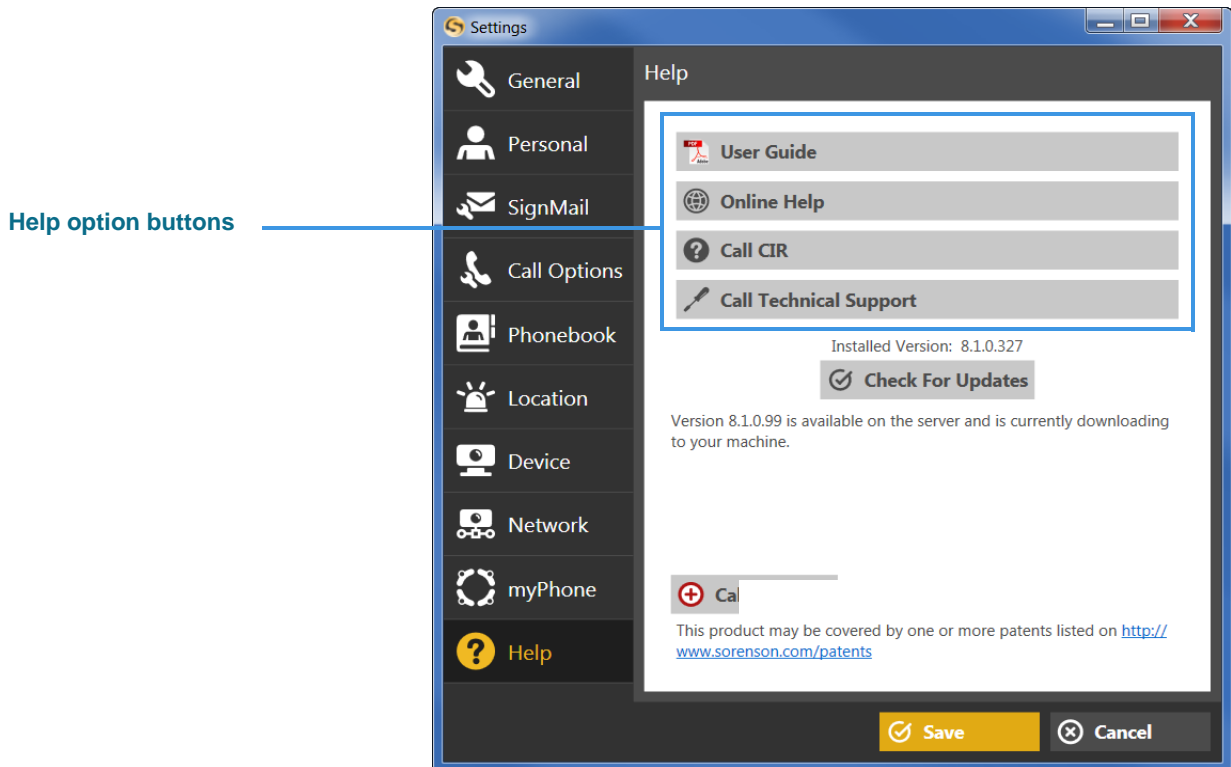 Settings
Help option buttons
General
Personal
SignMail
Call Options
Phonebook
Location
Device
Network
myPhone
Help
Help
User Guide
Online Help
Call CIR
Call Technical Support
Installed Version: 8.1.0.327
Check For Updates
Version 8.1.0.99 is available on the server and is currently downloading
to your machine.
This product may be covered by one or more patents listed on http://
www.sorenson.com/patents
Save
Cancel